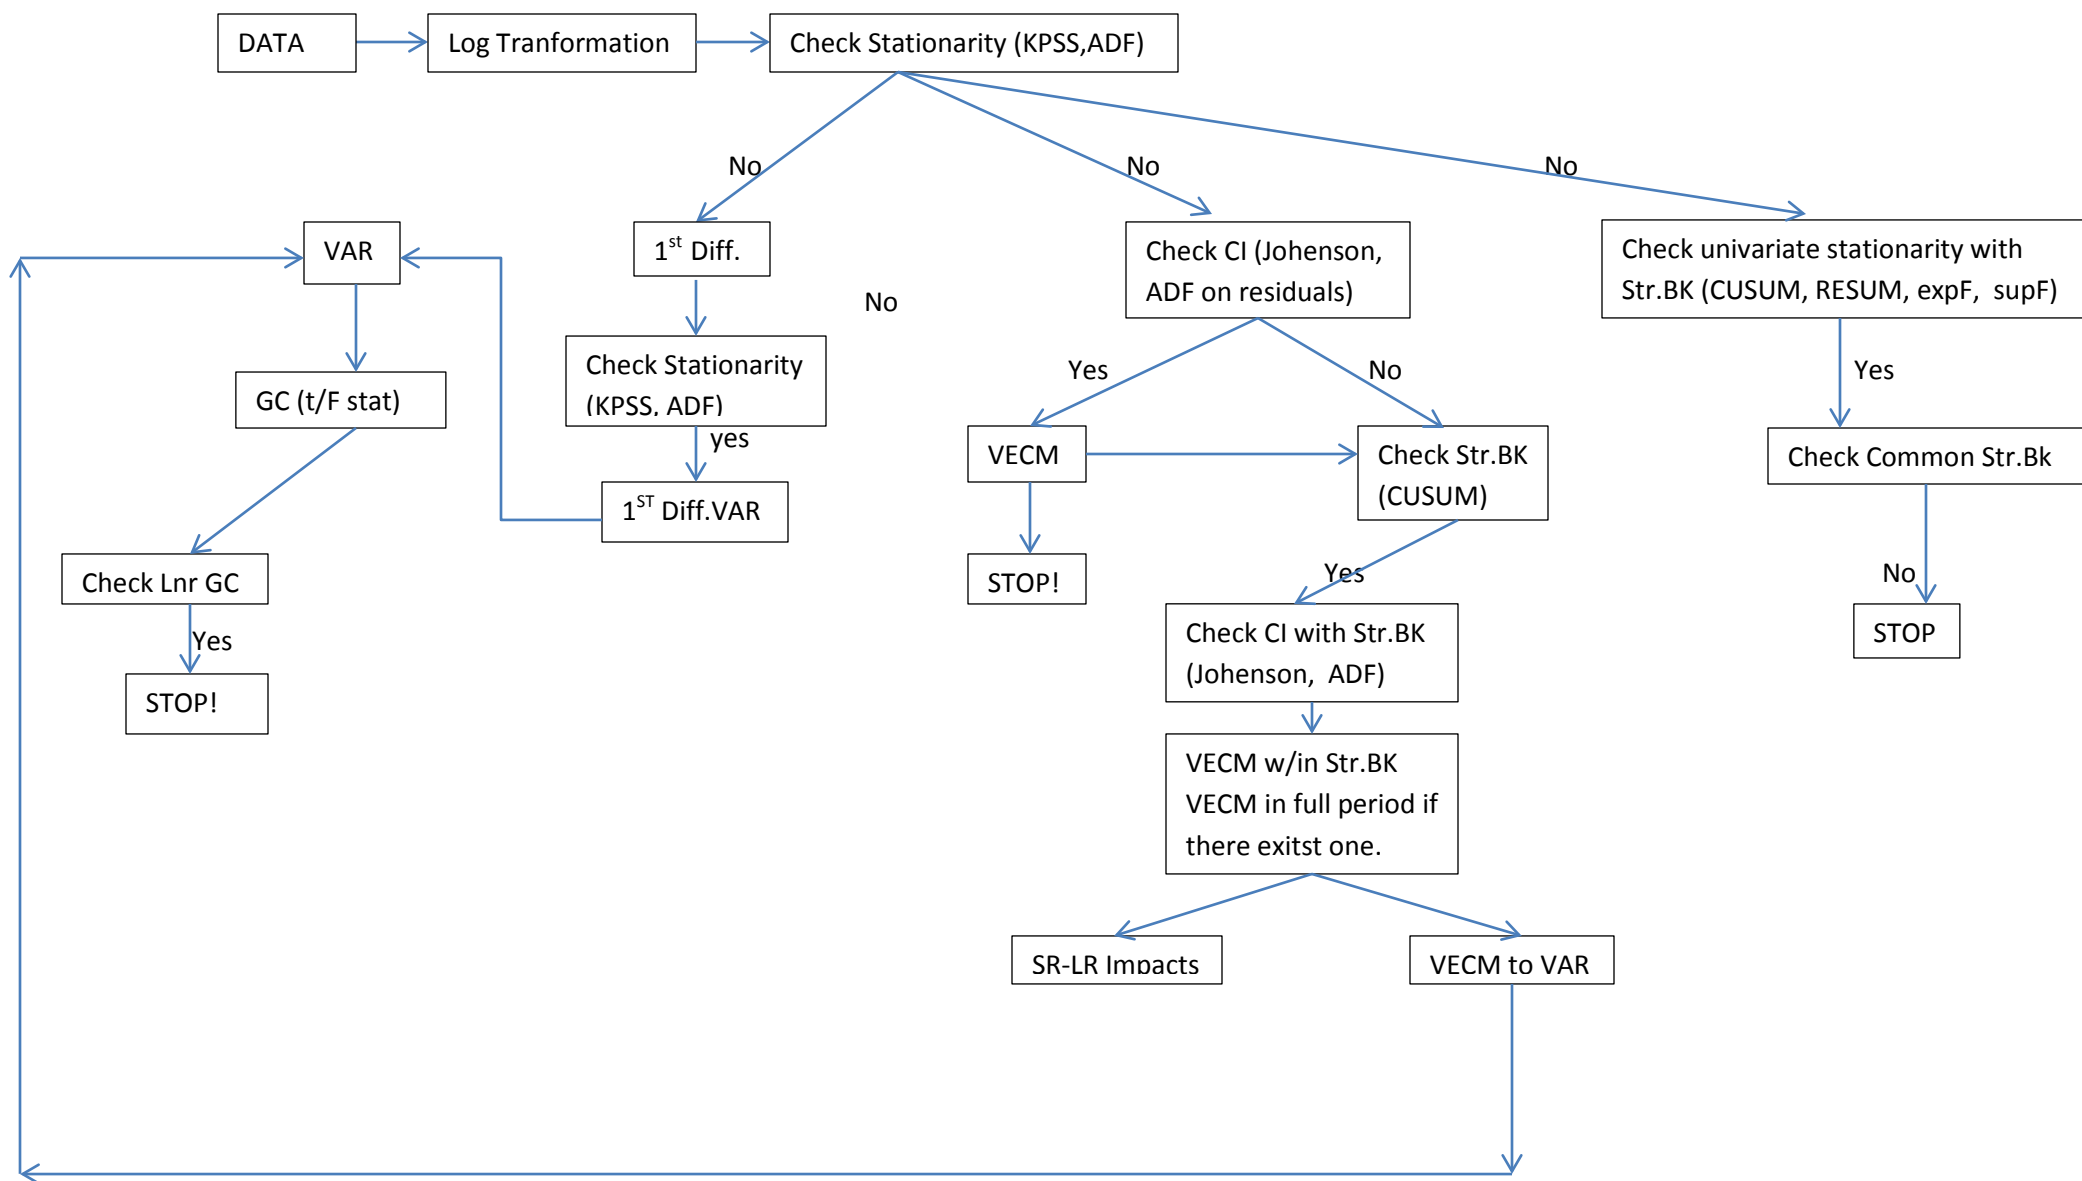 DATA
Log Tranformation
Check Stationarity (KPSS,ADF)
No
No
No
VAR
1st Diff.
Check CI (Johenson,
ADF on residuals)
Check univariate stationarity with
Str.BK (CUSUM, RESUM, expF, supF)
No
GC (t/F stat)
Check Stationarity
(KPSS, ADF)
Yes
No
Yes
yes
VECM
Check Str.BK
(CUSUM)
Check Common Str.Bk
1ST Diff.VAR
Check Lnr GC
STOP!
Yes
No
Yes
Check CI with Str.BK
(Johenson, ADF)
STOP
STOP!
VECM w/in Str.BK
VECM in full period if
there exitst one.
SR-LR Impacts
VECM to VAR